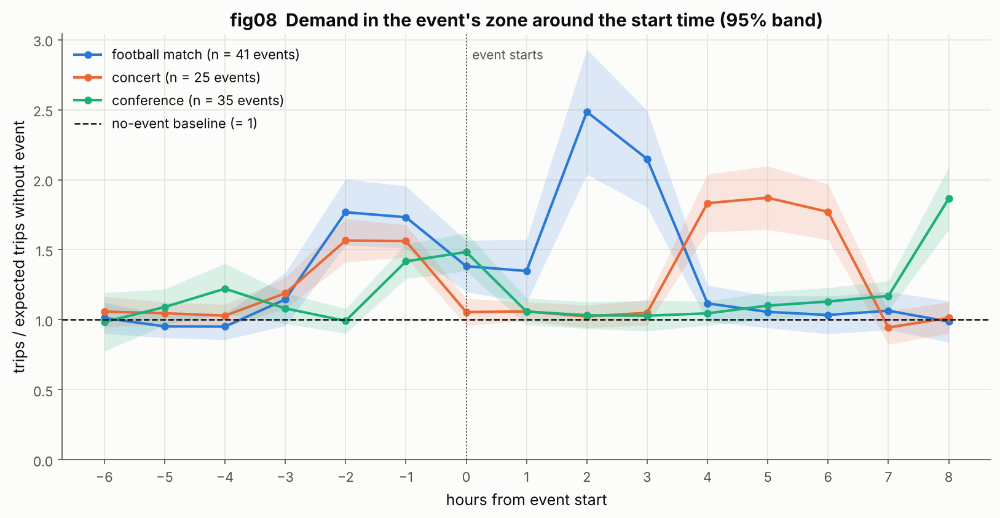 fig08 Demand in the event's zone around the start time (95% band)
football match (n = 41 events)
concert (n = 25 events)
conference (n = 35 events)
no-event baseline (= 1)
event starts
trips / expected trips without event
3.0
2.5
2.0
1.5
1.0
0.5
0.0
−6 −5 −4 −3 −2 −1 0 1 2 3 4 5 6 7 8
hours from event start